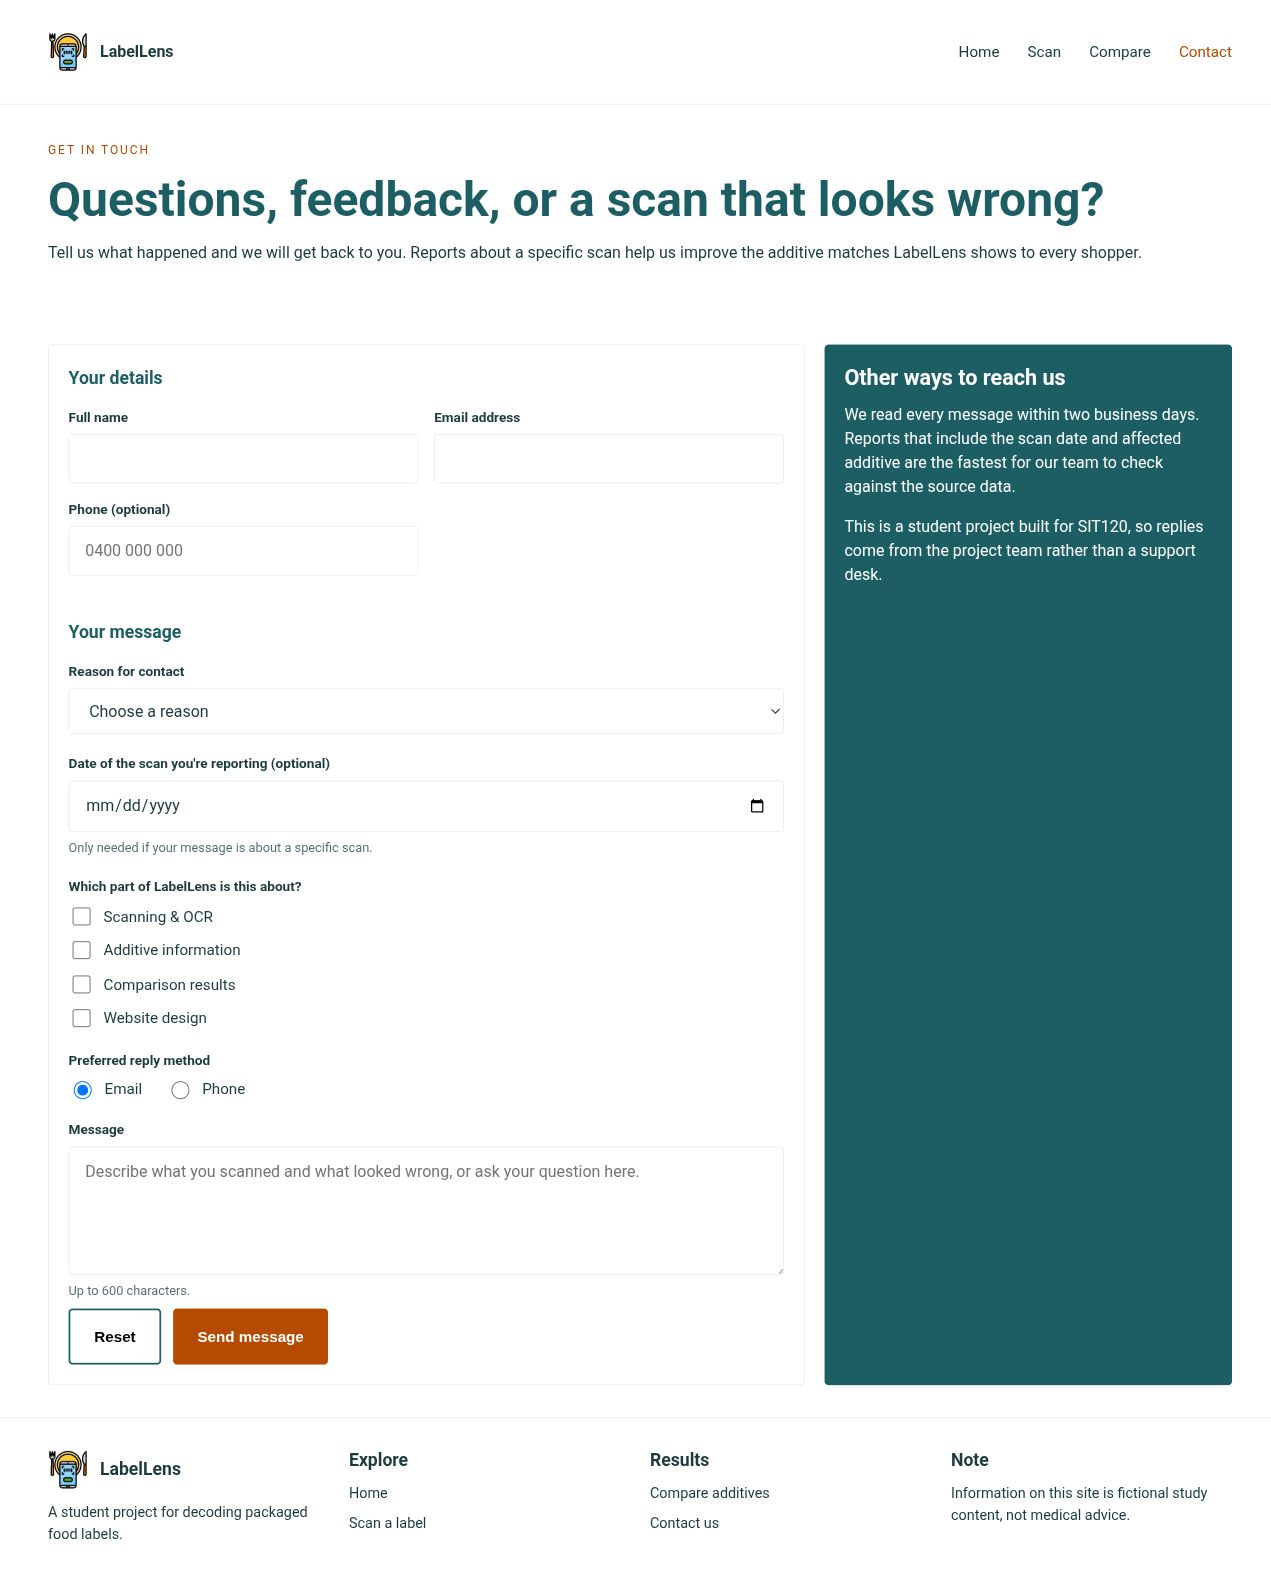 LabelLens
Home
Scan
Compare
Contact
GET IN TOUCH
Questions, feedback, or a scan that looks wrong?
Tell us what happened and we will get back to you. Reports about a specific scan help us improve the additive matches LabelLens shows to every shopper.
Your details
Full name
Email address
Phone (optional)
0400 000 000
Your message
Reason for contact
Choose a reason
Date of the scan you're reporting (optional)
mm/dd/yyyy
Only needed if your message is about a specific scan.
Which part of LabelLens is this about?
Scanning & OCR
Additive information
Comparison results
Website design
Preferred reply method
Email
Phone
Message
Describe what you scanned and what looked wrong, or ask your question here.
Up to 600 characters.
Reset
Send message
Other ways to reach us
We read every message within two business days.
Reports that include the scan date and affected
additive are the fastest for our team to check
against the source data.
This is a student project built for SIT120, so replies
come from the project team rather than a support
desk.
LabelLens
A student project for decoding packaged
food labels.
Explore
Home
Scan a label
Results
Compare additives
Contact us
Note
Information on this site is fictional study
content, not medical advice.